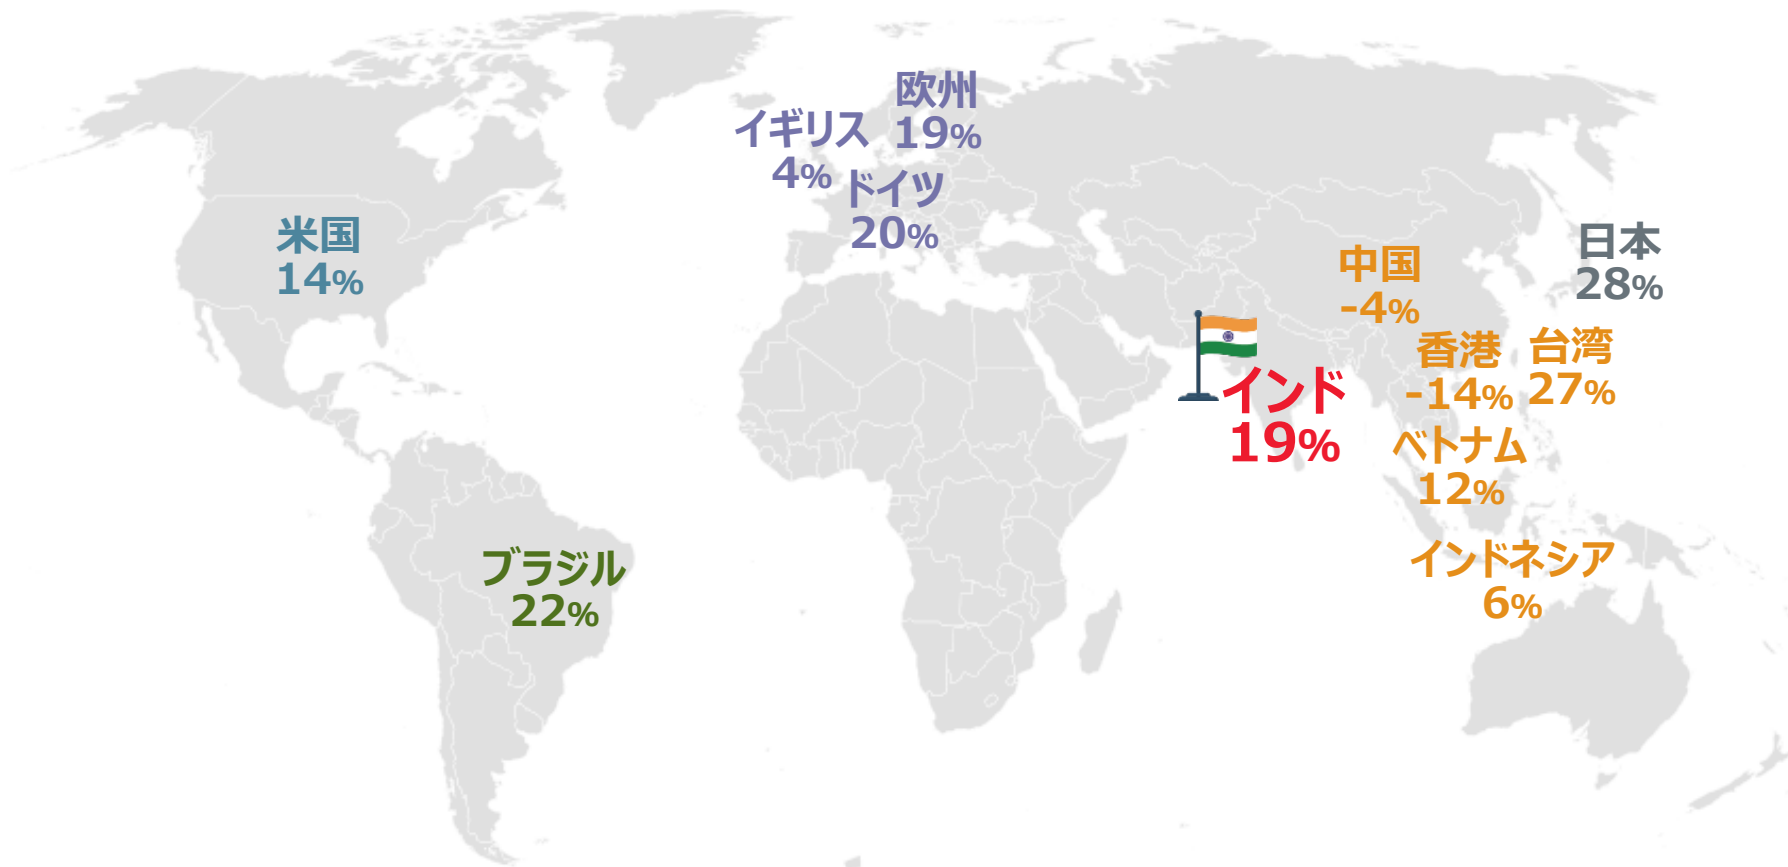 欧州
19%
イギリス
4%
ドイツ
20%
米国
14%
日本
28%
中国
-4%
香港
-14%
台湾
27%
インド
19%
ベトナム
12%
インドネシア
6%
ブラジル
22%